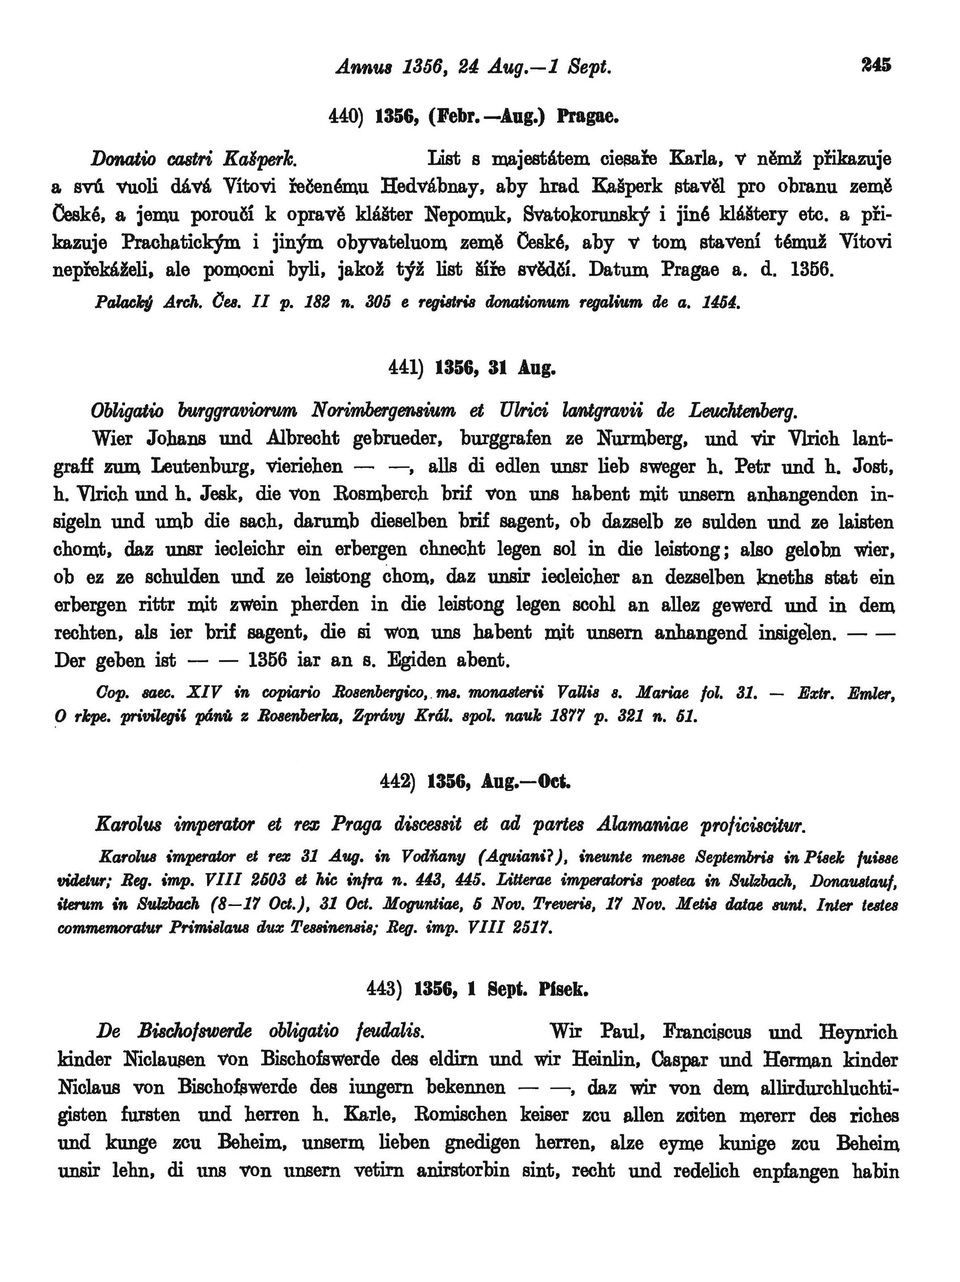 Annus 1356, 24 Aug.—1 Sept. 245
440) 1356, (Febr.—Aug.) Pragae.
Donatio castri Kašperk. List s majestátem ciesaře Karla, v němž přikazuje
a svú vuoli dává Vítovi řečenému Hedvábnay, aby hrad Kašperk stavěl pro obranu země
České, a jemu poroučí k opravě klášter Nepomuk, Svatokorunský i jiné kláštery etc. a při-
kazuje Prachatickým i jiným obyvateluom země České, aby v tom stavení témuž Vítovi
nepřekáželi, ale pomocni byli, jakož týž list šíře svědčí. Datum Pragae a. d. 1356.
Palacký Arch. Čes. II p. 182 n. 305 e registris donationum regalium de a. 1454.
441) 1356, 31 Aug.
Obligatio burggraviorum Norimbergensium et Ulrici lantgravii de Leuchtenberg.
Wier Johans und Albrecht gebrueder, burggrafen ze Nurmberg, und vir Vlrich lant-
graff zum Leutenburg, vieriehen — —, alls di edlen unsr lieb sweger h. Petr und h. Jost,
h. Vlrich und h. Jesk, die von Rosmberch brif von uns habent mit unsern anhangenden in-
sigeln und umb die sach, darumb dieselben brif sagent, ob dazselb ze sulden und ze laisten
chomt, daz unsr iecleichr ein erbergen chnecht legen sol in die leistong; also gelobn wier,
ob ez ze schulden und ze leistong chom, daz unsir iecleicher an dezselben kneths stat ein
erbergen rittr mit zwein pherden in die leistong legen scohl an allez gewerd und in dem
rechten, als ier brif sagent, die si won uns habent mit unsern anhangend insigelen. — —
Der geben ist — — 1356 iar an s. Egiden abent.
Cop. saec. XIV in copiario Rosenbergico, ms. monasterii Vallis s. Mariae fol. 31. — Extr. Emler,
O rkpe. privilegií pánů z Rosenberka, Zprávy Král. spol. nauk 1877 p. 321 n. 51.
442) 1356, Aug.—Oct.
Karolus imperator et rex Praga discessit et ad partes Alamaniae proficiscitur.
Karolus imperator et rex 31 Aug. in Vodňany (Aquiani?), ineunte mense Septembris in Písek fuisse
videtur; Reg. imp. VIII 2503 et hic infra n. 443, 445. Litterae imperatoris postea in Sulzbach, Donaustauf,
iterum in Sulzbach (8—17 Oct.), 31 Oct. Moguntiae, 5 Nov. Treveris, 17 Nov. Metis datae sunt. Inter testes
commemoratur Primislaus dux Tessinensis; Reg. imp. VIII 2517.
443) 1356, 1 Sept. Písek.
De Bischofswerde obligatio feudalis. Wir Paul, Franciscus und Heynrich
kinder Niclausen von Bischofswerde des eldirn und wir Heinlin, Caspar und Herman kinder
Niclaus von Bischofswerde des iungern bekennen — —, daz wir von dem allirdurchluchti-
gisten fursten und herren h. Karle, Romischen keiser zcu allen zciten mererr des riches
und kunge zcu Beheim, unserm lieben gnedigen herren, alze eyme kunige zcu Beheim
unsir lehn, di uns von unsern vetirn anirstorbin sint, recht und redelich enpfangen habin